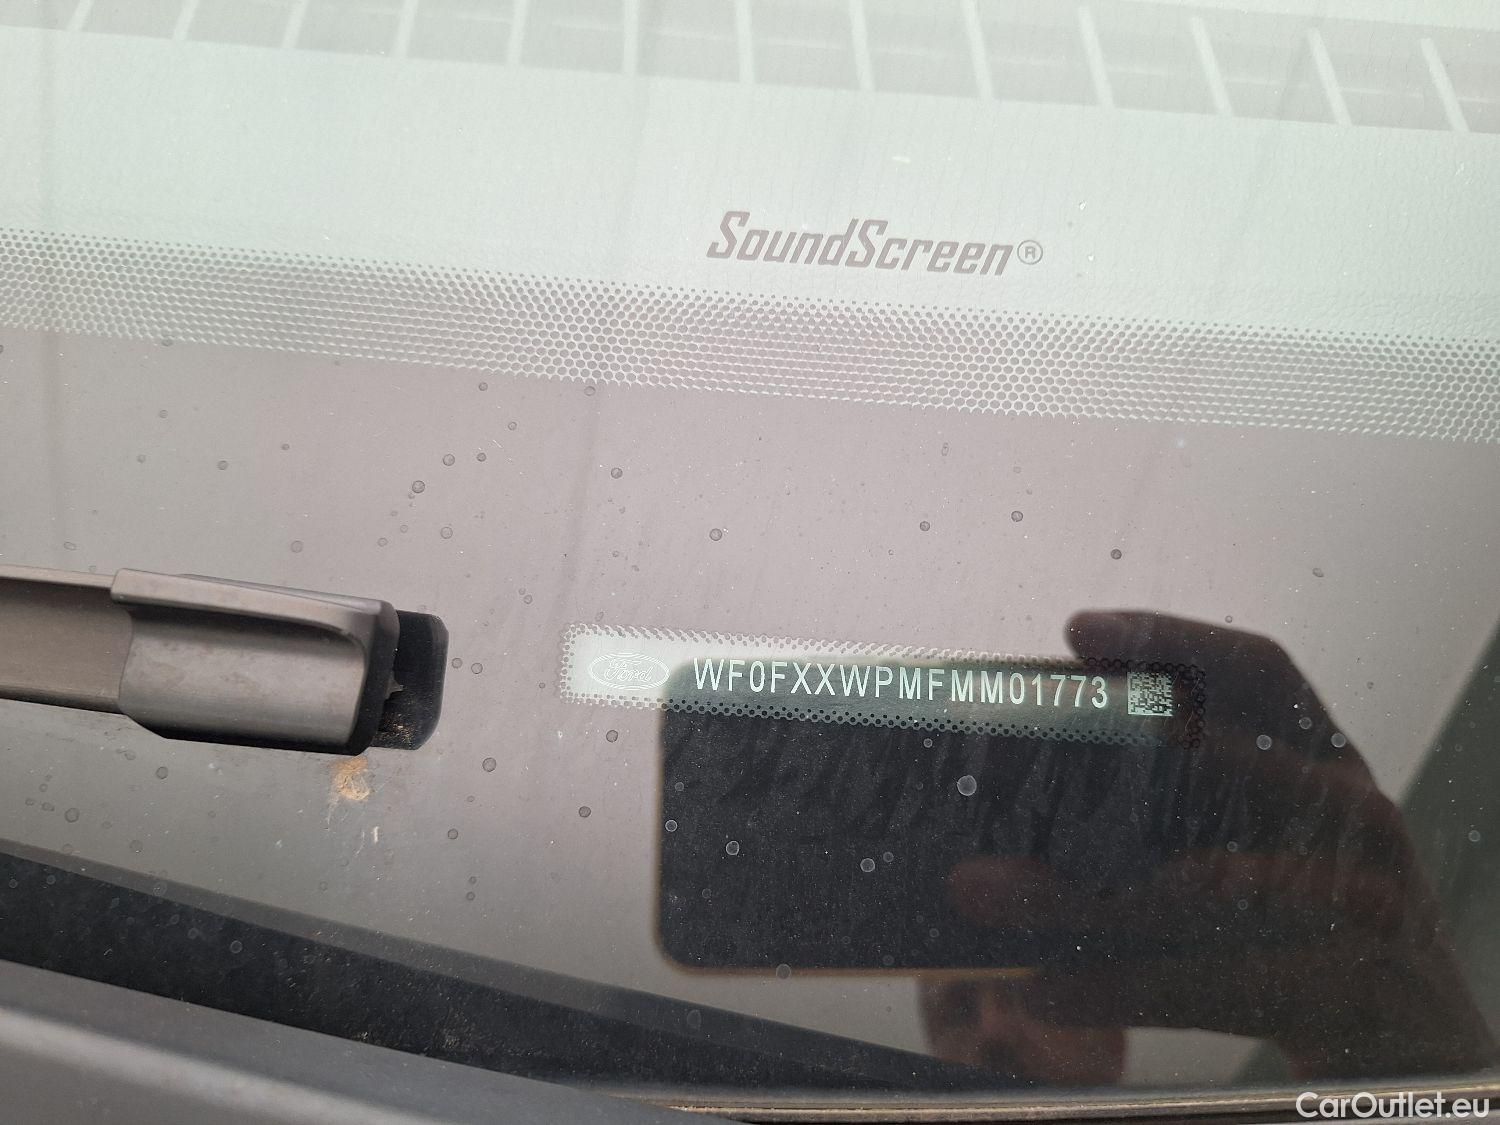 SoundScreen®
Ford WF0FXXWPMFMM01773
CarOutlet.eu